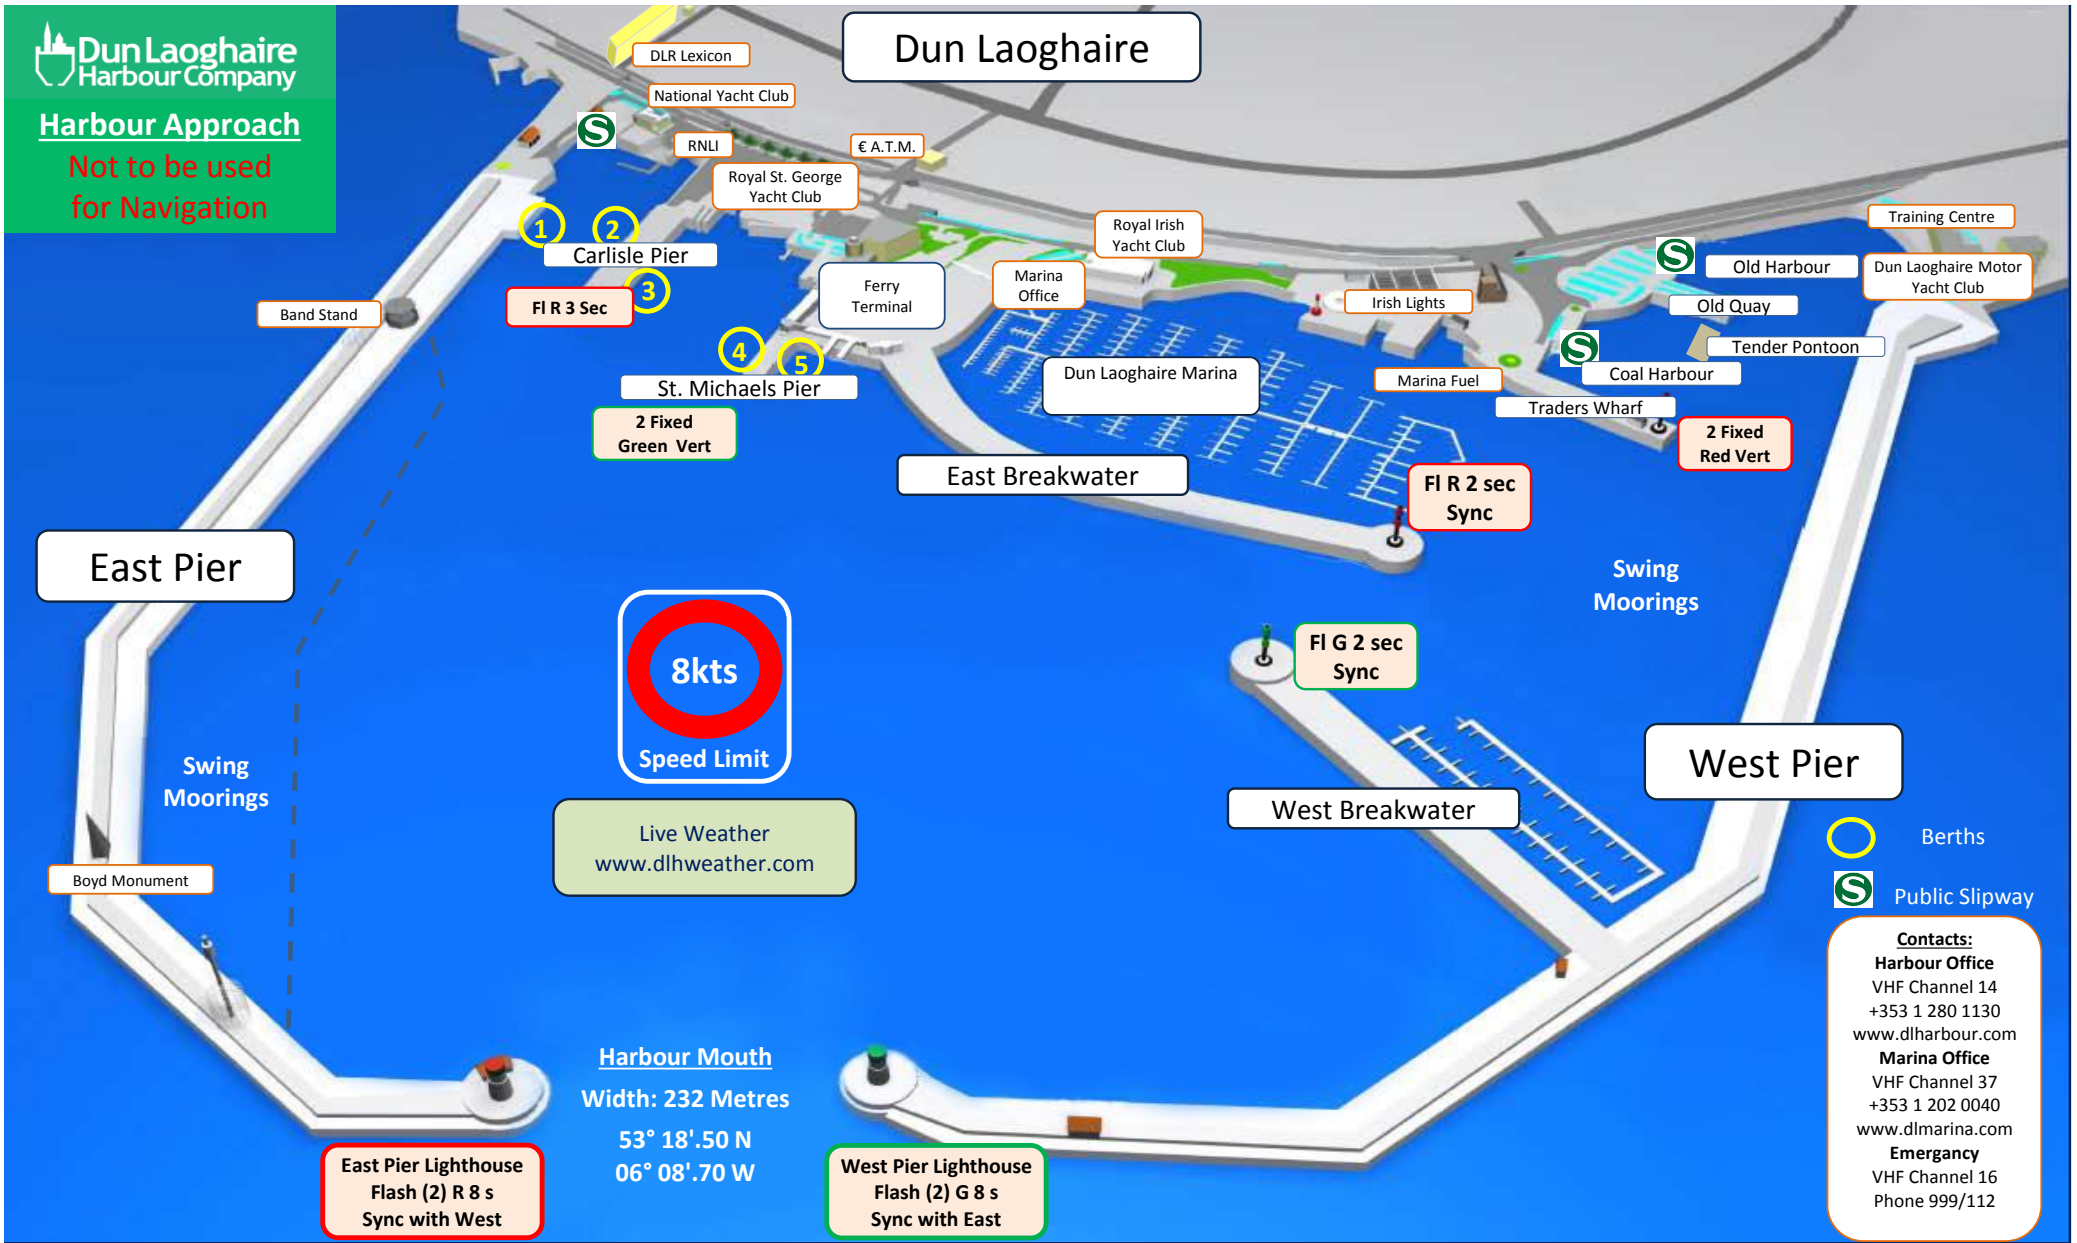 Dun Laoghaire
Harbour Company
Harbour Approach
Not to be used
for Navigation
Dun Laoghaire
DLR Lexicon
National Yacht Club
S
RNLI
€ A.T.M.
Royal St. George
Yacht Club
1
2
Carlisle Pier
3
Fl R 3 Sec
Band Stand
Ferry
Terminal
Marina
Office
Royal Irish
Yacht Club
Irish Lights
Training Centre
S
Old Harbour
Dun Laoghaire Motor
Yacht Club
Old Quay
S
Tender Pontoon
Coal Harbour
Marina Fuel
Traders Wharf
2 Fixed
Red Vert
4
5
St. Michaels Pier
2 Fixed
Green Vert
Dun Laoghaire Marina
East Breakwater
Fl R 2 sec
Sync
East Pier
Swing
Moorings
8kts
Speed Limit
Fl G 2 sec
Sync
West Pier
Swing
Moorings
West Breakwater
Live Weather
www.dlhweather.com
Boyd Monument
Berths
S
Public Slipway
Harbour Mouth
Width: 232 Metres
53° 18'.50 N
06° 08'.70 W
East Pier Lighthouse
Flash (2) R 8 s
Sync with West
West Pier Lighthouse
Flash (2) G 8 s
Sync with East
Contacts:
Harbour Office
VHF Channel 14
+353 1 280 1130
www.dlharbour.com
Marina Office
VHF Channel 37
+353 1 202 0040
www.dlmarina.com
Emergancy
VHF Channel 16
Phone 999/112